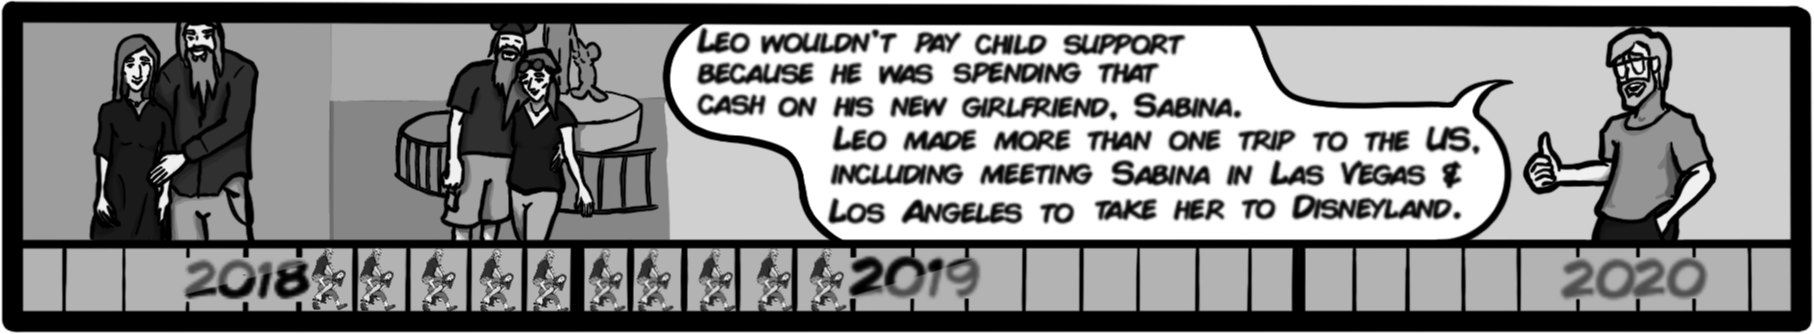 LEO WOULDN'T PAY CHILD SUPPORT
BECAUSE HE WAS SPENDING THAT
CASH ON HIS NEW GIRLFRIEND, SABINA.
LEO MADE MORE THAN ONE TRIP TO THE US,
INCLUDING MEETING SABINA IN LAS VEGAS &
LOS ANGELES TO TAKE HER TO DISNEYLAND.
2018 2019 2020